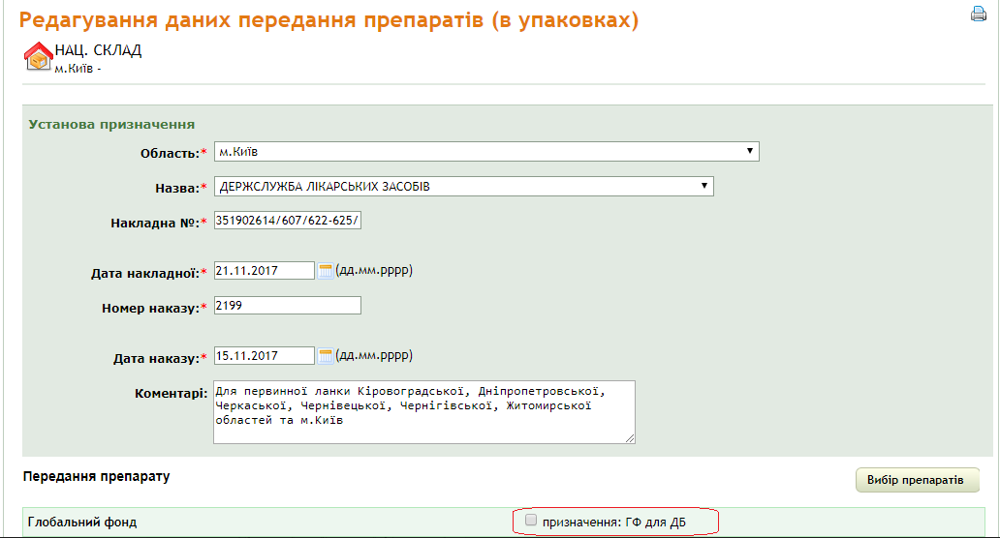 Редагування даних передання препаратів (в упаковках)
НАЦ. СКЛАД
м.Київ -
Установа призначення
Область:* м.Київ
Назва:* ДЕРЖСЛУЖБА ЛІКАРСЬКИХ ЗАСОБІВ
Накладна №:* 351902614/607/622-625/
Дата накладної:* 21.11.2017 (дд.мм.рррр)
Номер наказу:* 2199
Дата наказу:* 15.11.2017 (дд.мм.рррр)
Коментарі: Для первинної ланки Кіровоградської, Дніпропетровської,
Черкаської, Чернівецької, Чернігівської, Житомирської
областей та м.Київ
Передання препарату Вибір препаратів
Глобальний фонд призначення: ГФ для ДБ